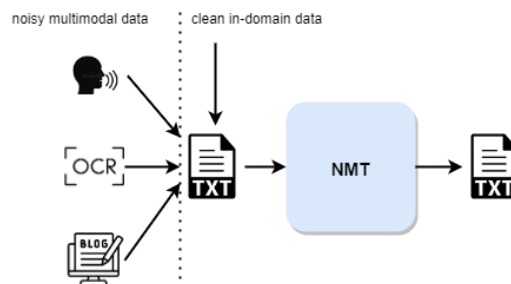 noisy multimodal data
clean in-domain data
OCR
TXT
NMT
TXT
BLOG